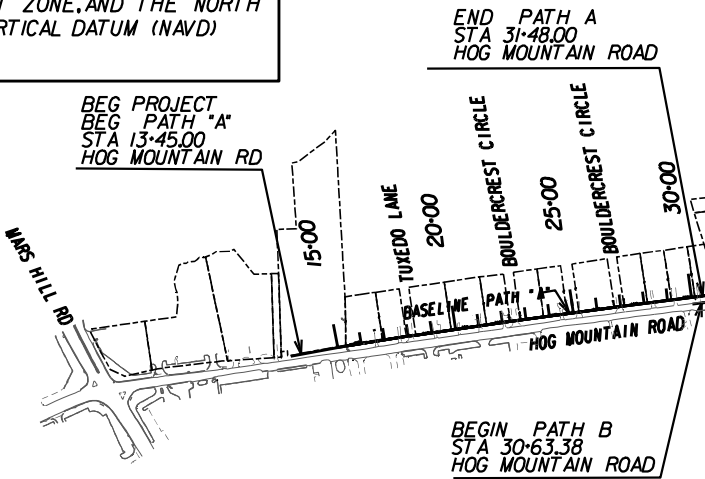 T ZONE, AND THE NORTH
RTICAL DATUM (NAVD)
END PATH A
STA 31+48.00
HOG MOUNTAIN ROAD
BEG PROJECT
BEG PATH "A"
STA 13+45.00
HOG MOUNTAIN RD
MARS HILL RD
15+00
TUXEDO LANE
20+00
BOULDERCREST CIRCLE
25+00
BOULDERCREST CIRCLE
30+00
BASELINE PATH "A"
HOG MOUNTAIN ROAD
BEGIN PATH B
STA 30+63.38
HOG MOUNTAIN ROAD